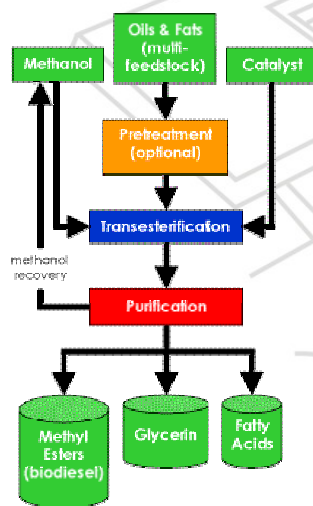 Oils & Fats
(multi-
feedstock)
Methanol
Catalyst
Pretreatment
(optional)
Transesterification
methanol
recovery
Purification
Methyl
Esters
(biodiesel)
Glycerin
Fatty
Acids